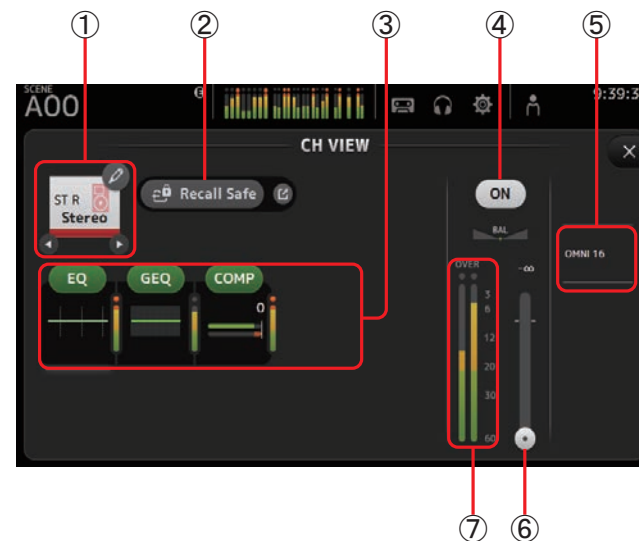 ① ② ③ ④ ⑤
SCENE
A00
9:39:3
CH VIEW
ST R
Stereo
Recall Safe
ON
BAL
OMNI 16
EQ GEQ COMP
0
OVER
-∞
3
6
12
20
30
60
⑦ ⑥